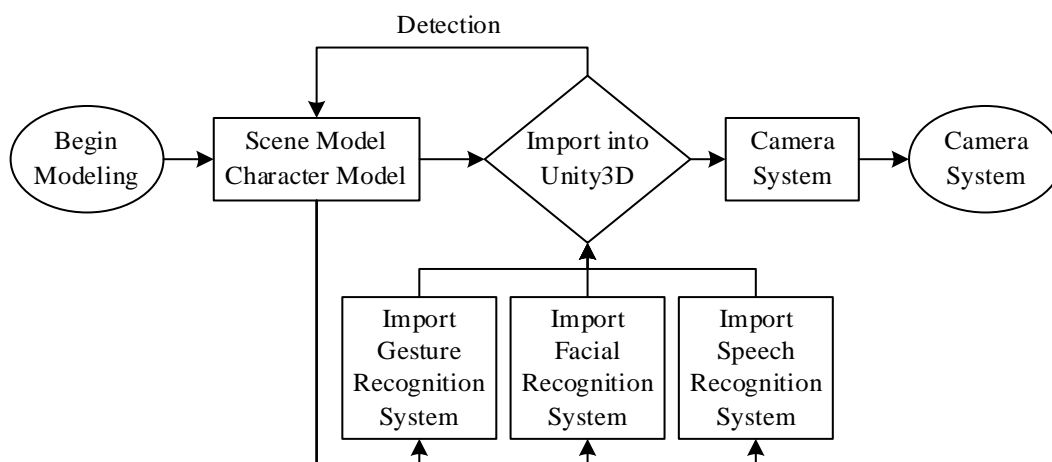 Detection
Begin
Modeling
Scene Model
Character Model
Import into
Unity3D
Camera
System
Camera
System
Import
Gesture
Recognition
System
Import
Facial
Recognition
System
Import
Speech
Recognition
System